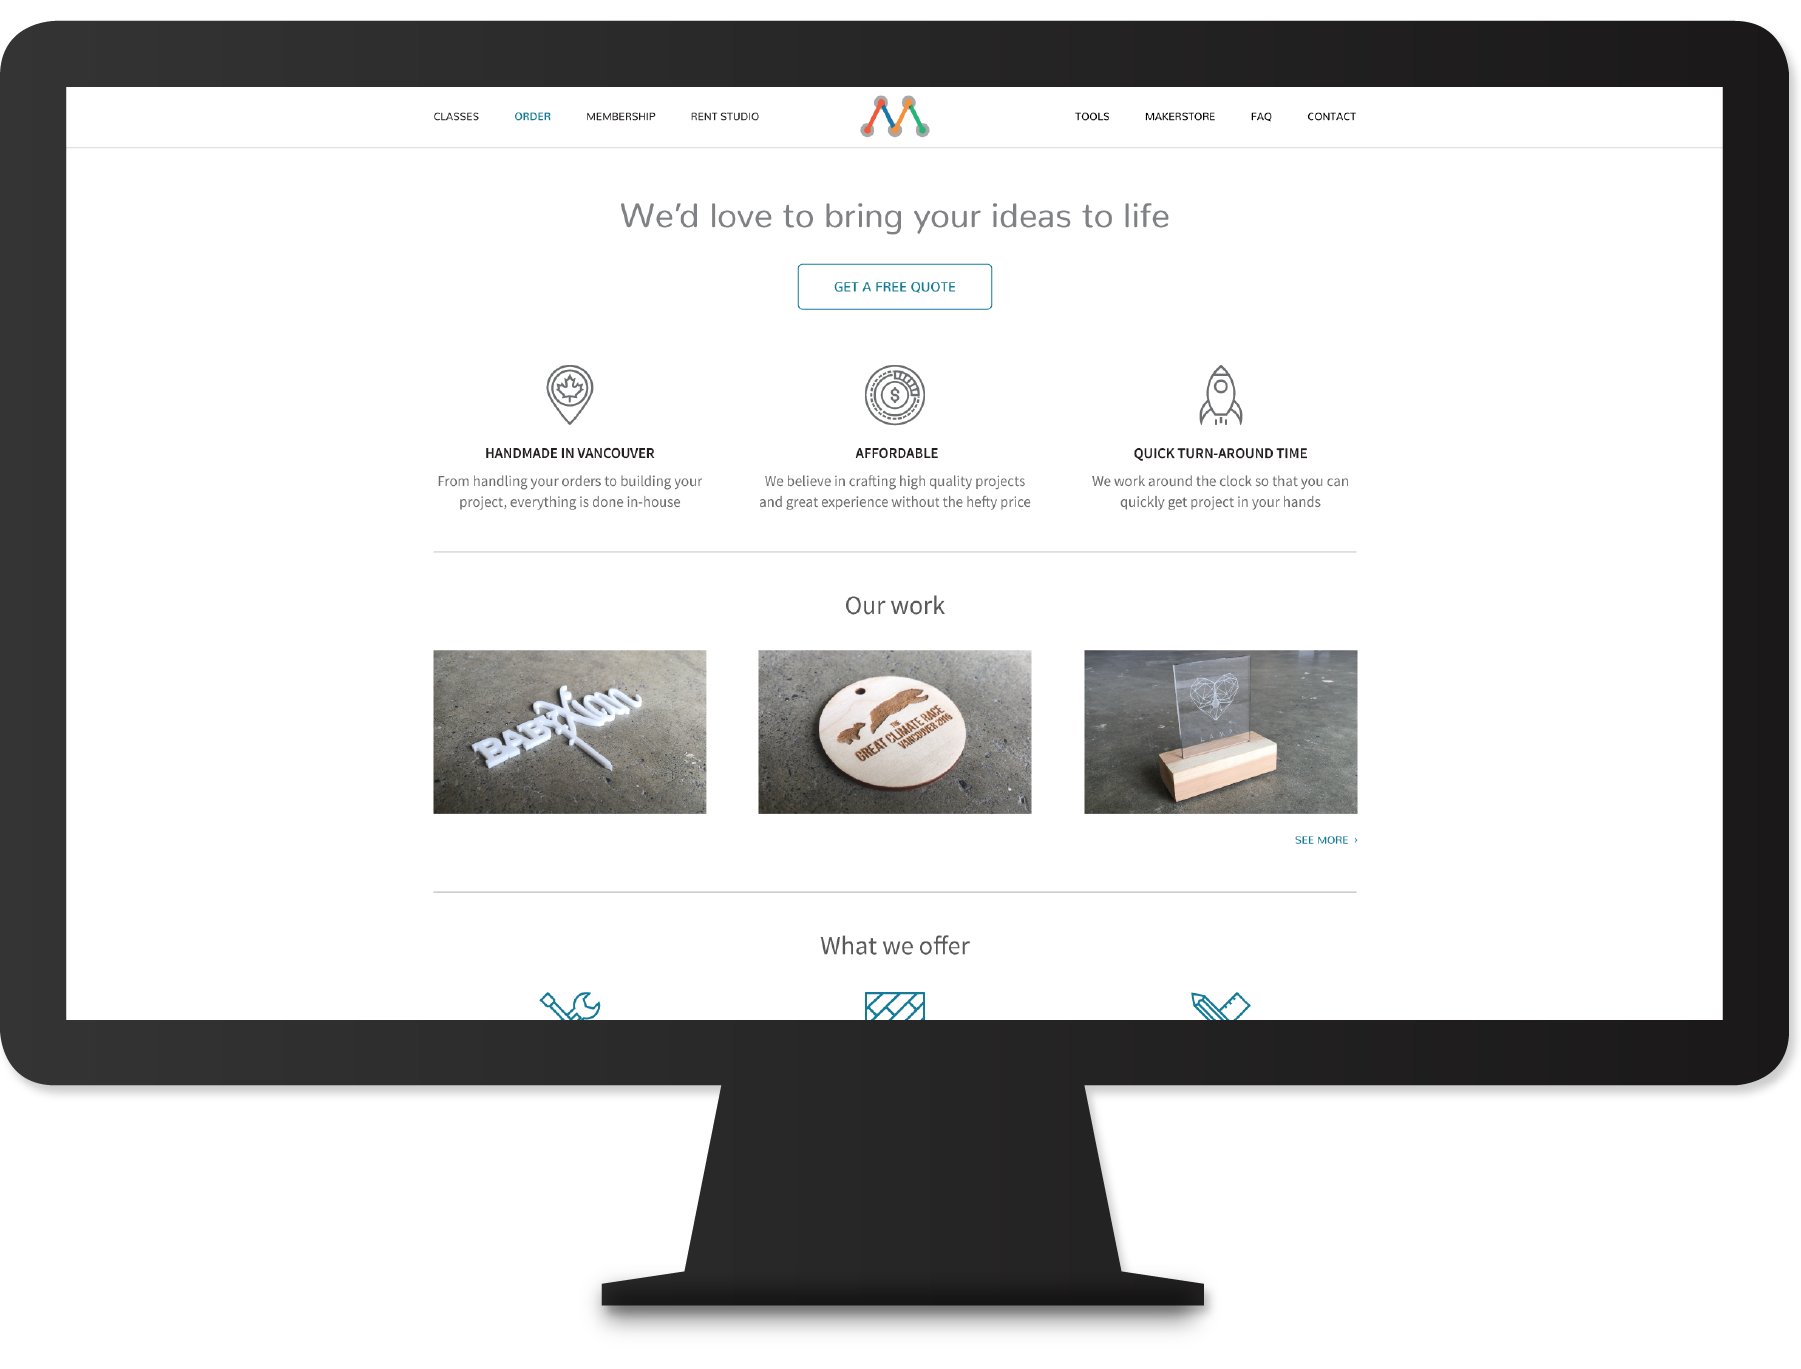 CLASSES ORDER MEMBERSHIP RENT STUDIO TOOLS MAKERSTORE FAQ CONTACT
We'd love to bring your ideas to life
GET A FREE QUOTE
HANDMADE IN VANCOUVER
From handling your orders to building your
project, everything is done in-house
AFFORDABLE
We believe in crafting high quality projects
and great experience without the hefty price
QUICK TURN-AROUND TIME
We work around the clock so that you can
quickly get project in your hands
Our work
THE
GREAT CLIMATE RACE
VANCOUVER 2016
SEE MORE ›
What we offer